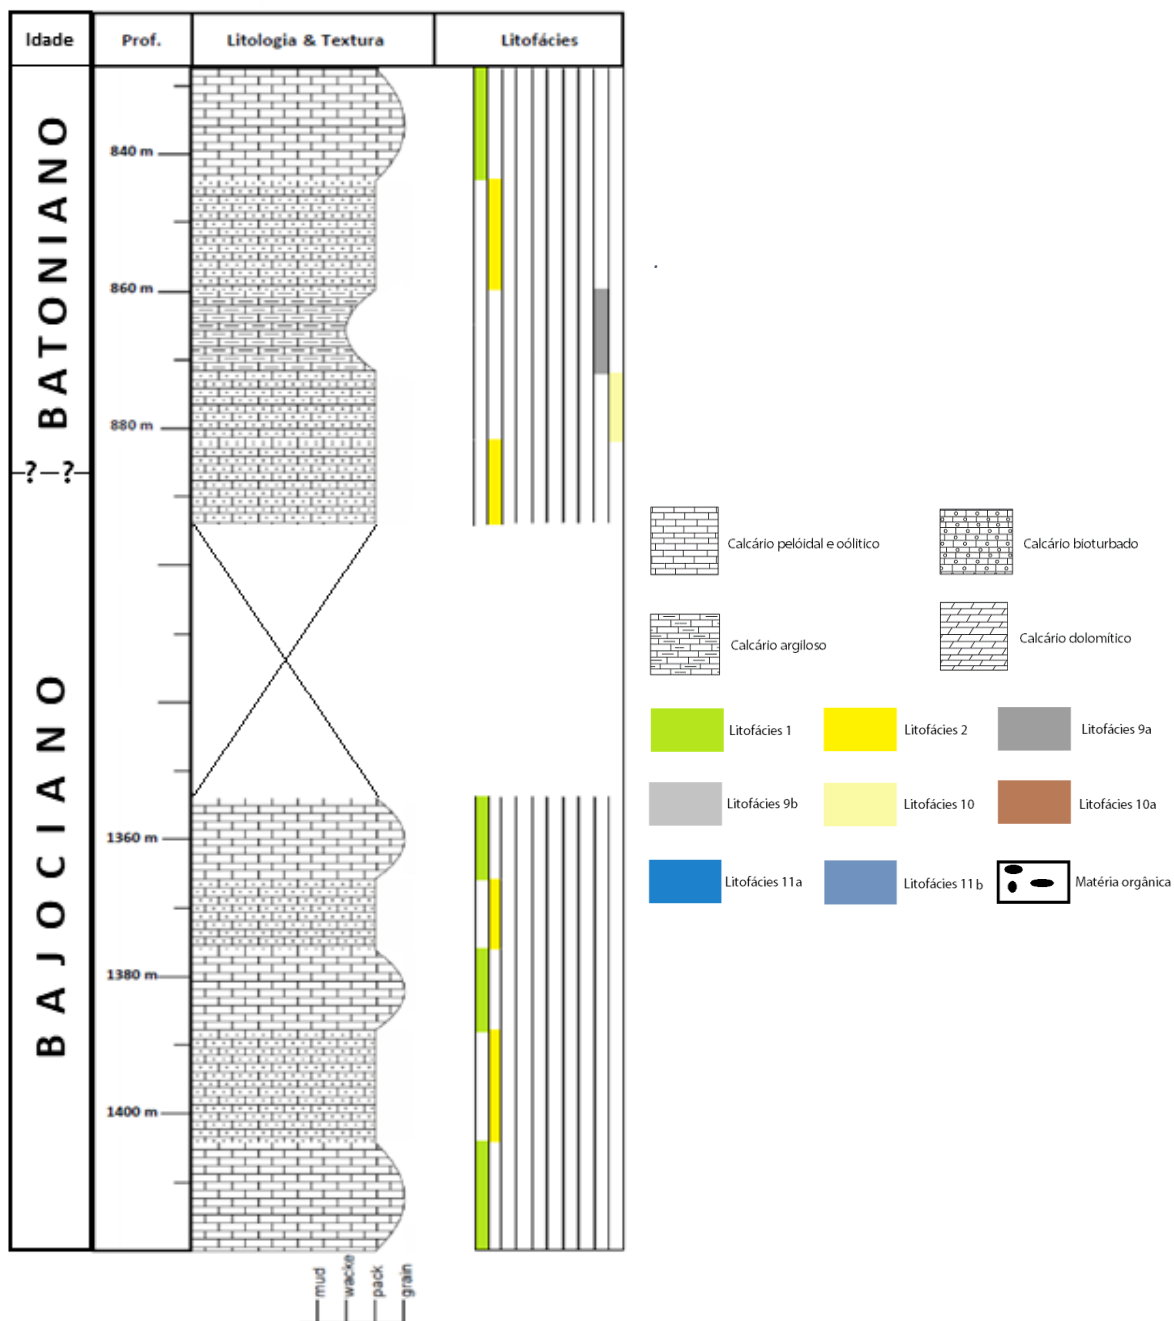 Idade
Prof.
Litologia & Textura
Litofácies
BATONIANO
840 m
860 m
880 m
?
?
BAJOCIANO
1360 m
1380 m
1400 m
mud
wacke
pack
grain
Calcário pelóidal e oólitico
Calcário bioturbado
Calcário argiloso
Calcário dolomítico
Litofácies 1
Litofácies 2
Litofácies 9a
Litofácies 9b
Litofácies 10
Litofácies 10a
Litofácies 11a
Litofácies 11b
Matéria orgânica